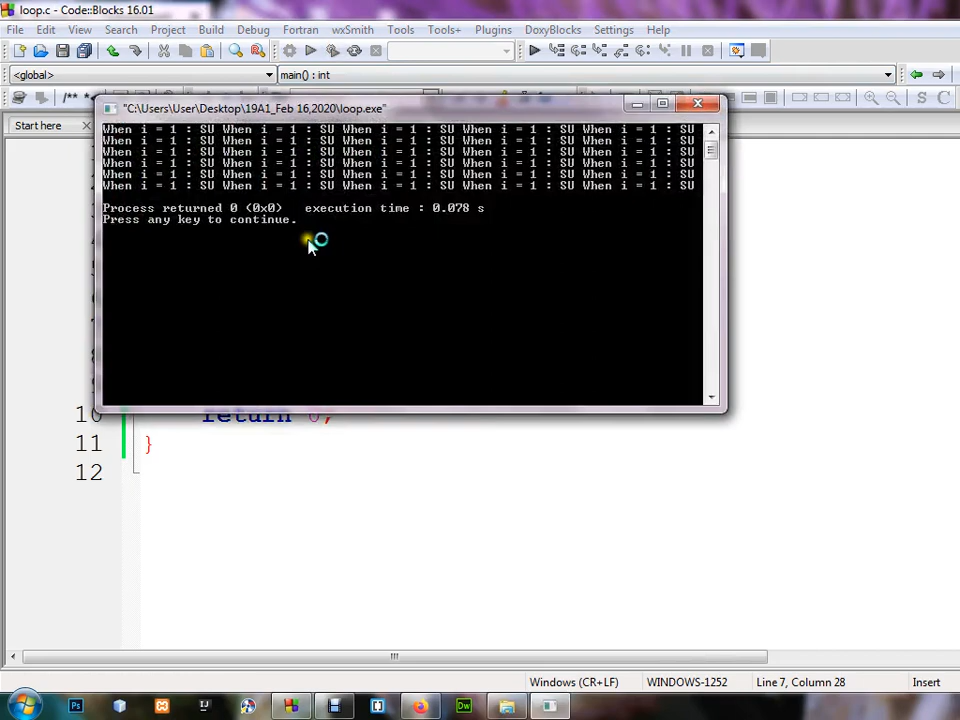 loop.c - Code::Blocks 16.01
File Edit View Search Project Build Debug Fortran wxSmith Tools Tools+ Plugins DoxyBlocks Settings Help
<global> main() : int
/** *
"C:\Users\User\Desktop\19A1_Feb 16,2020\loop.exe"
Start here
When i = 1 : SU When i = 1 : SU When i = 1 : SU When i = 1 : SU When i = 1 : SU
When i = 1 : SU When i = 1 : SU When i = 1 : SU When i = 1 : SU When i = 1 : SU
When i = 1 : SU When i = 1 : SU When i = 1 : SU When i = 1 : SU When i = 1 : SU
When i = 1 : SU When i = 1 : SU When i = 1 : SU When i = 1 : SU When i = 1 : SU
When i = 1 : SU When i = 1 : SU When i = 1 : SU When i = 1 : SU When i = 1 : SU
When i = 1 : SU When i = 1 : SU When i = 1 : SU When i = 1 : SU When i = 1 : SU
Process returned 0 (0x0) execution time : 0.078 s
Press any key to continue.
10 return 0;
11 }
12
Windows (CR+LF) WINDOWS-1252 Line 7, Column 28 Insert